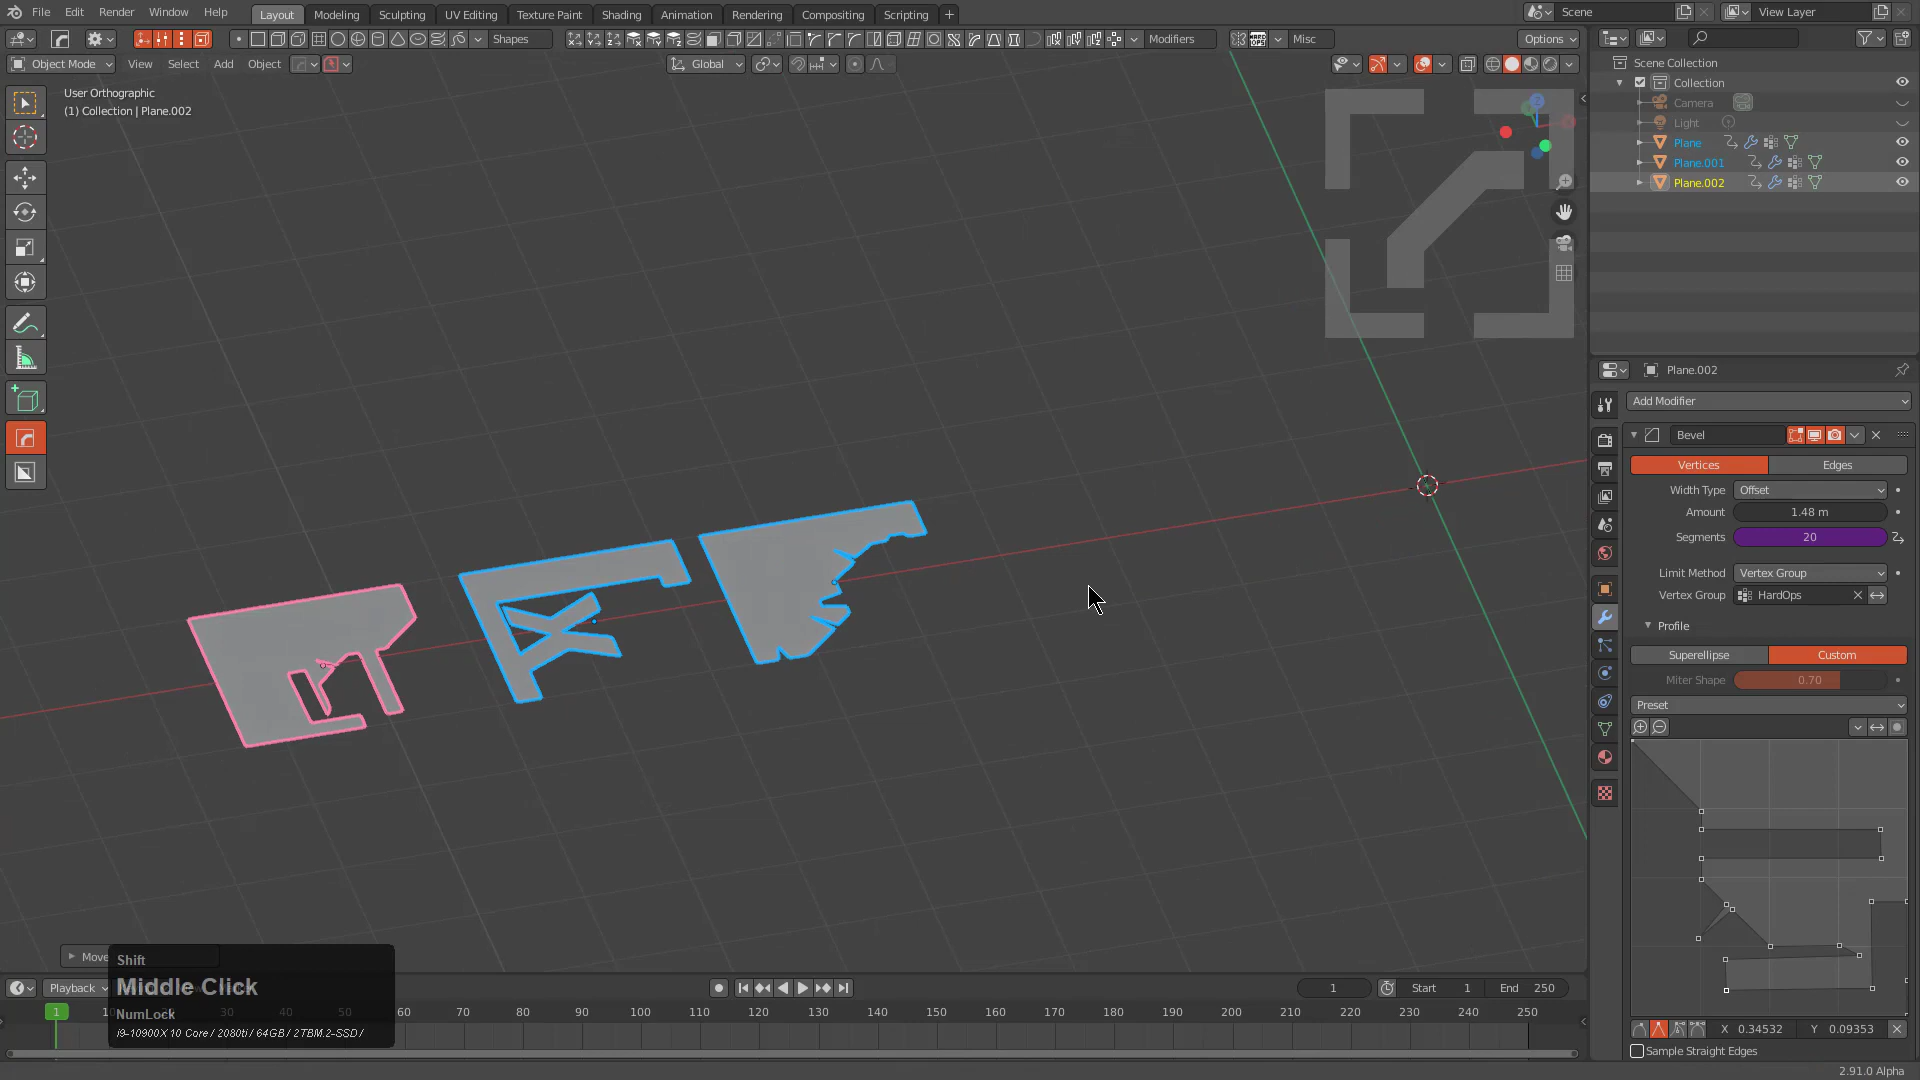 File Edit Render Window Help Layout Modeling Sculpting UV Editing Texture Paint Shading Animation Rendering Compositing Scripting Scene View Layer
Shapes Modifiers Misc Options
Object Mode View Select Add Object Global
User Orthographic
(1) Collection | Plane.002
Z
Scene Collection
Collection
Camera
Light
Plane
Plane.001
Plane.002
Plane.002
Add Modifier
Bevel
Vertices Edges
Width Type Offset
Amount 1.48 m
Segments 20
Limit Method Vertex Group
Vertex Group HardOps
Profile
Superellipse Custom
Miter Shape 0.70
Preset
X 0.34532 Y 0.09353
Sample Straight Edges
Move
Shift
Middle Click
NumLock
i9-10900X 10 Core / 2080ti / 64GB / 2TBM.2-SSD /
Playback 1 Start 1 End 250
1 70 80 90 100 110 120 130 140 150 160 170 180 190 200 210 220 230 240 250
2.91.0 Alpha